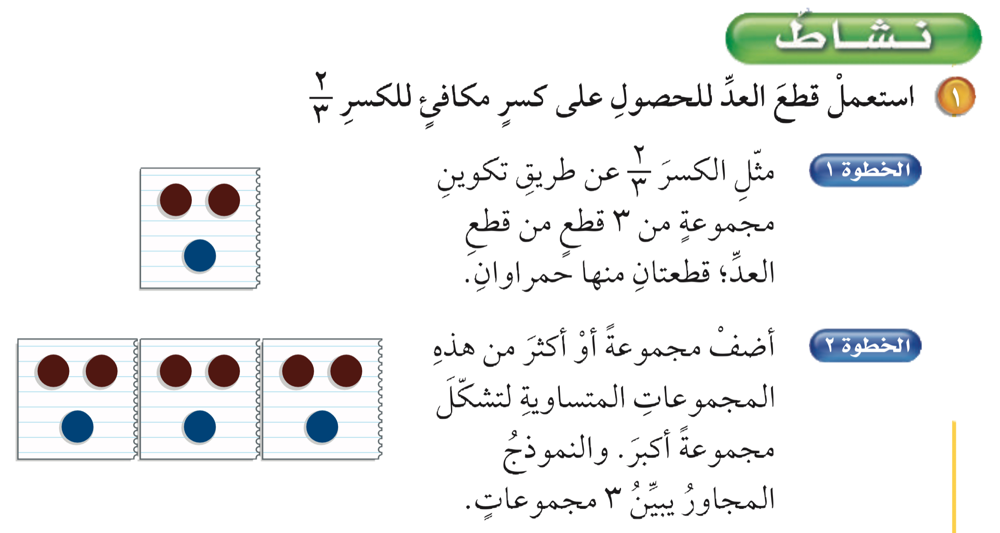 نشاطٌ
١ استعملْ قطعَ العدِّ للحصولِ على كسرٍ مكافئٍ للكسرِ ٢/٣
الخطوة ١ مثّلِ الكسرَ ٢/٣ عن طريقِ تكوينِ
مجموعةٍ من ٣ قطعٍ من قطعِ
العدِّ؛ قطعتانِ منها حمراوانِ.
الخطوة ٢ أضفْ مجموعةً أوْ أكثرَ من هذهِ
المجموعاتِ المتساويةِ لتشكّلَ
مجموعةً أكبرَ. والنموذجُ
المجاورُ يبيِّنُ ٣ مجموعاتٍ.